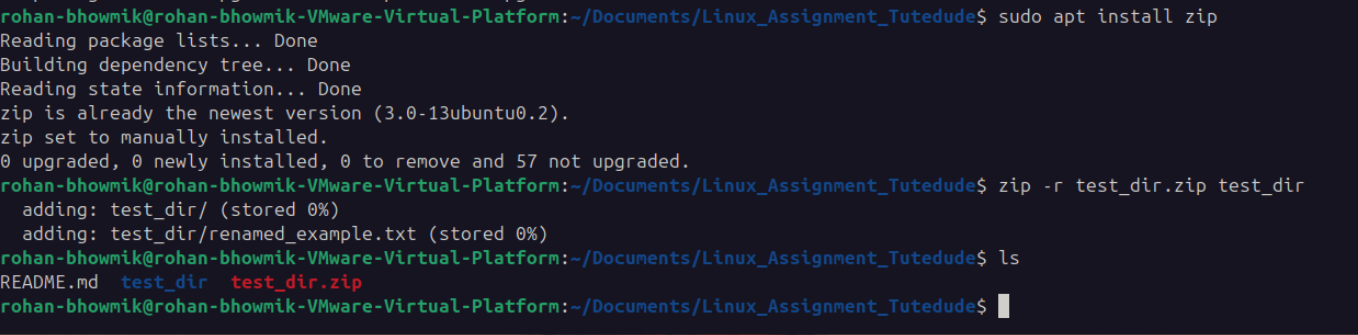 rohan-bhowmik@rohan-bhowmik-VMware-Virtual-Platform:~/Documents/Linux_Assignment_Tutedude$ sudo apt install zip
Reading package lists... Done
Building dependency tree... Done
Reading state information... Done
zip is already the newest version (3.0-13ubuntu0.2).
zip set to manually installed.
0 upgraded, 0 newly installed, 0 to remove and 57 not upgraded.
rohan-bhowmik@rohan-bhowmik-VMware-Virtual-Platform:~/Documents/Linux_Assignment_Tutedude$ zip -r test_dir.zip test_dir
  adding: test_dir/ (stored 0%)
  adding: test_dir/renamed_example.txt (stored 0%)
rohan-bhowmik@rohan-bhowmik-VMware-Virtual-Platform:~/Documents/Linux_Assignment_Tutedude$ ls
README.md  test_dir  test_dir.zip
rohan-bhowmik@rohan-bhowmik-VMware-Virtual-Platform:~/Documents/Linux_Assignment_Tutedude$